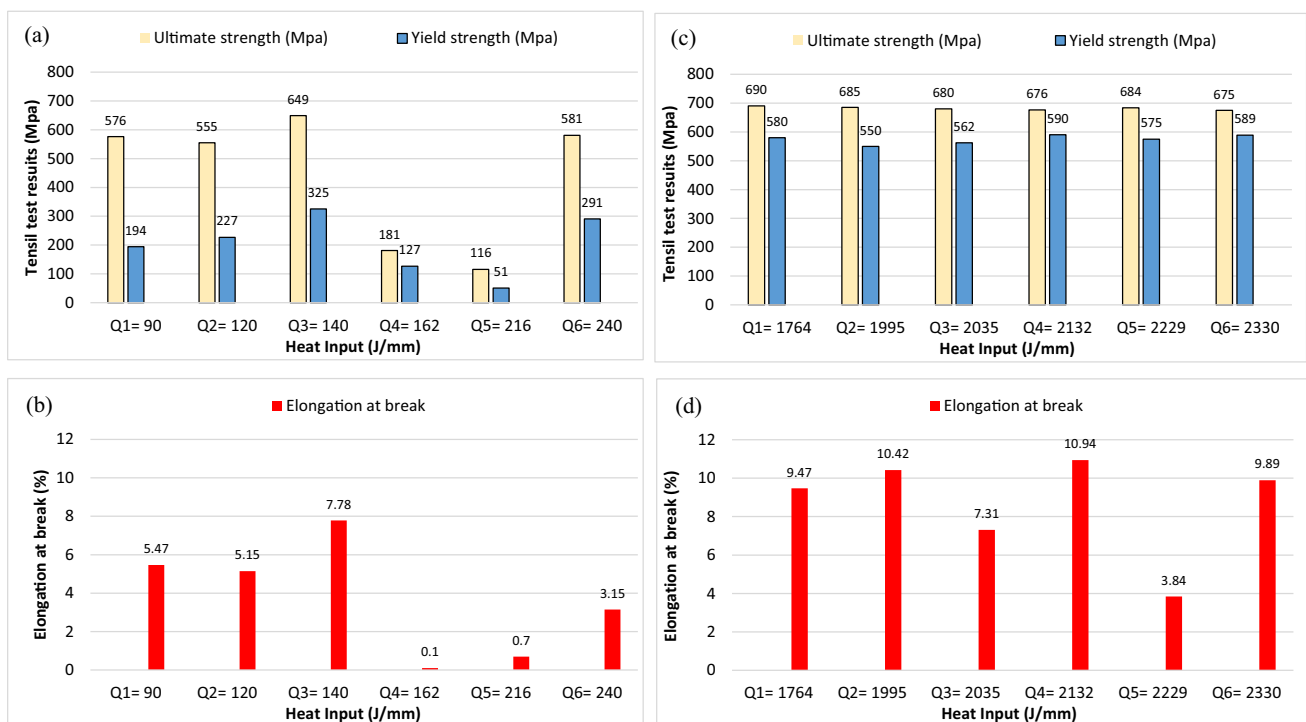 (a)
Ultimate strength (Mpa) Yield strength (Mpa)
Tensil test resuits (Mpa)
800
700
600
500
400
300
200
100
0
576 555 649 181 116 581
194 227 325 127 51 291
Q1= 90 Q2= 120 Q3= 140 Q4= 162 Q5= 216 Q6= 240
Heat Input (J/mm)
(c)
Ultimate strength (Mpa) Yield strength (Mpa)
Tensil test resuits (Mpa)
800
700
600
500
400
300
200
100
0
690 685 680 676 684 675
580 550 562 590 575 589
Q1= 1764 Q2= 1995 Q3= 2035 Q4= 2132 Q5= 2229 Q6= 2330
Heat Input (J/mm)
(b)
Elongation at break
Elongation at break (%)
12
10
8
6
4
2
0
5.47 5.15 7.78 0.1 0.7 3.15
Q1= 90 Q2= 120 Q3= 140 Q4= 162 Q5= 216 Q6= 240
Heat Input (J/mm)
(d)
Elongation at break
Elongation at break (%)
12
10
8
6
4
2
0
9.47 10.42 7.31 10.94 3.84 9.89
Q1= 1764 Q2= 1995 Q3= 2035 Q4= 2132 Q5= 2229 Q6= 2330
Heat Input (J/mm)